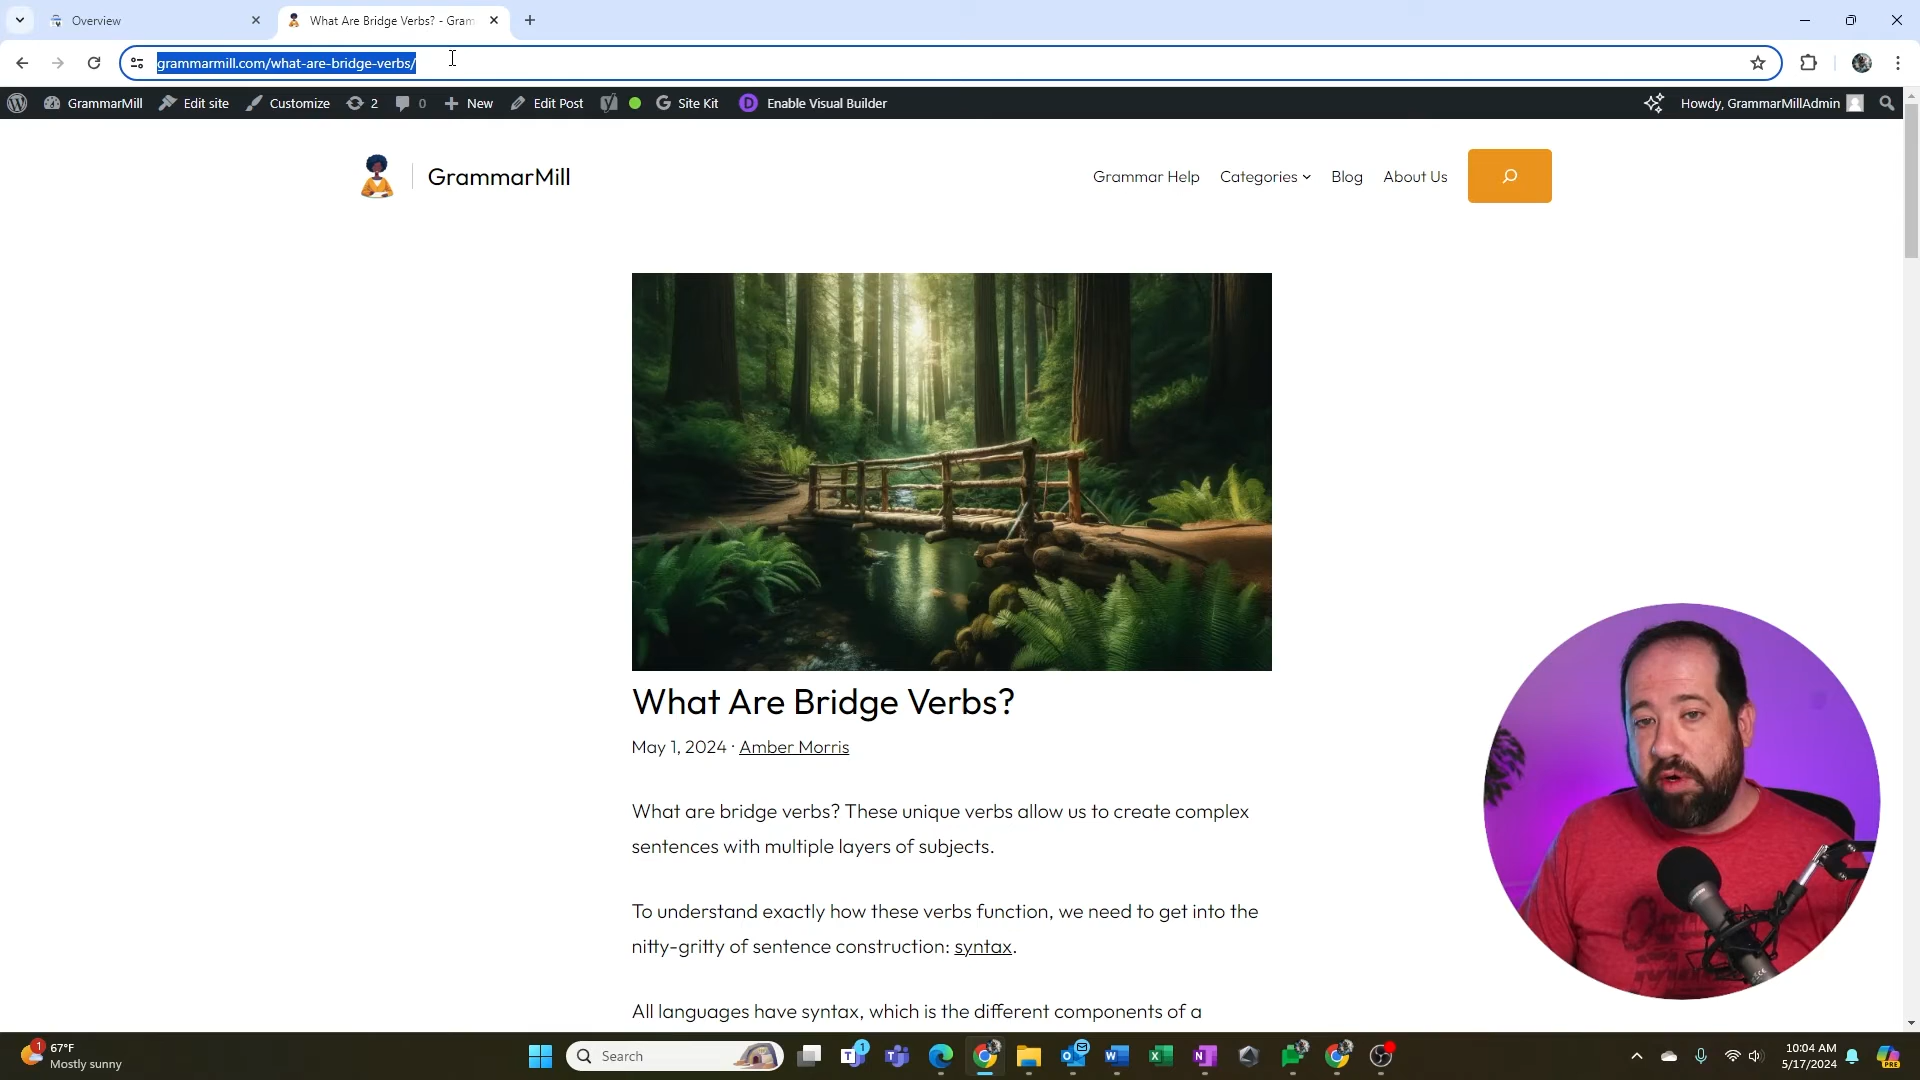 Overview
What Are Bridge Verbs? - Gram
grammarmill.com/what-are-bridge-verbs/
GrammarMill
Edit site
Customize
2
0
New
Edit Post
Site Kit
D
Enable Visual Builder
Howdy, GrammarMillAdmin
GrammarMill
Grammar Help
Categories
Blog
About Us
What Are Bridge Verbs?
May 1, 2024 · Amber Morris
What are bridge verbs? These unique verbs allow us to create complex
sentences with multiple layers of subjects.
To understand exactly how these verbs function, we need to get into the
nitty-gritty of sentence construction: syntax.
All languages have syntax, which is the different components of a
1
67°F
Mostly sunny
Search
1
10:04 AM
5/17/2024
PRE